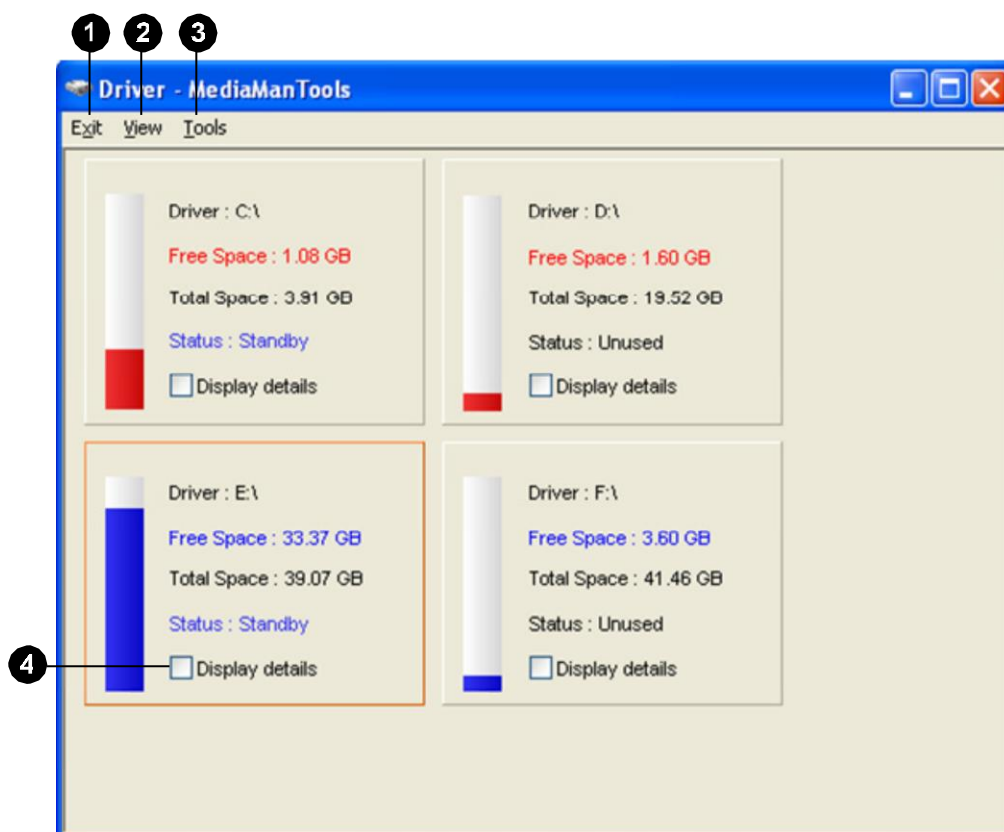 1 2 3
Driver - MediaManTools
Exit View Tools
Driver : C:\
Free Space : 1.08 GB
Total Space : 3.91 GB
Status : Standby
Display details
Driver : D:\
Free Space : 1.60 GB
Total Space : 19.52 GB
Status : Unused
Display details
Driver : E:\
Free Space : 33.37 GB
Total Space : 39.07 GB
Status : Standby
4 Display details
Driver : F:\
Free Space : 3.60 GB
Total Space : 41.46 GB
Status : Unused
Display details